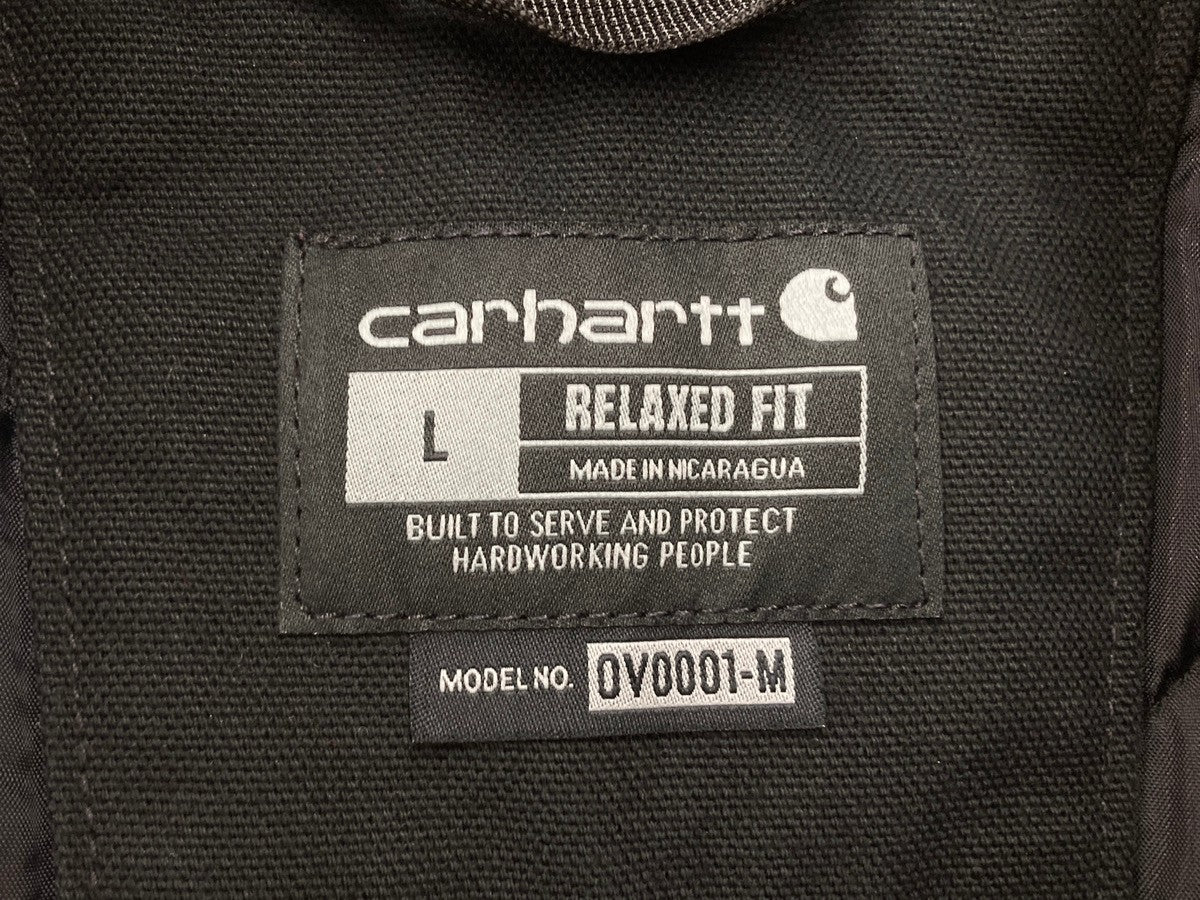 carhartt
L
RELAXED FIT
MADE IN NICARAGUA
BUILT TO SERVE AND PROTECT
HARDWORKING PEOPLE
MODEL NO. OV0001-M